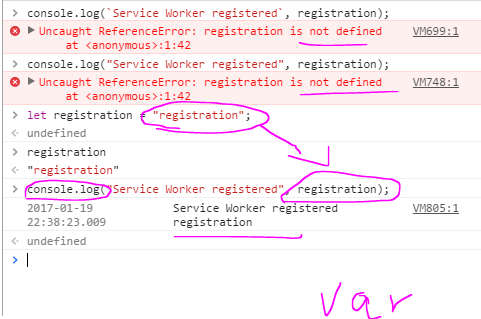 > console.log(`Service Worker registered`, registration);
Uncaught ReferenceError: registration is not defined VM699:1
at <anonymous>:1:42
> console.log("Service Worker registered", registration);
Uncaught ReferenceError: registration is not defined VM748:1
at <anonymous>:1:42
> let registration = "registration";
undefined
> registration
"registration"
> console.log("Service Worker registered", registration);
2017-01-19 Service Worker registered VM805:1
22:38:23.009 registration
undefined
>
var